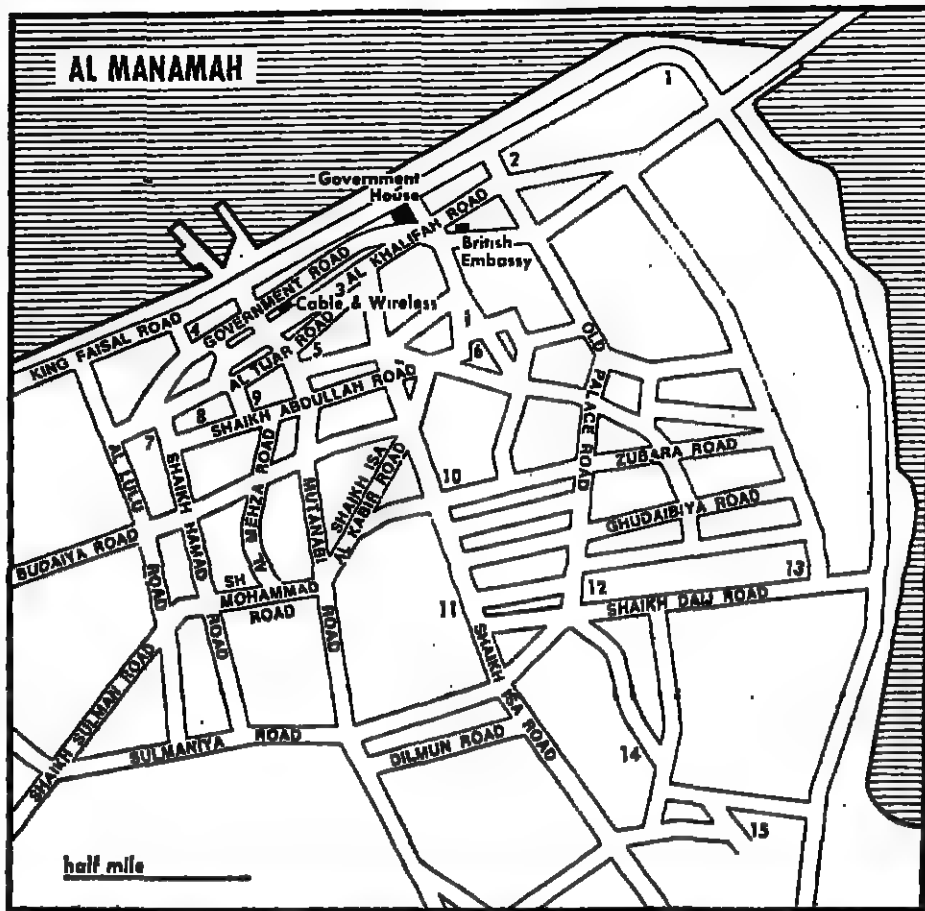 AL MANAMAH
1
2
Government
House
British
Embassy
AL KHALIFAH ROAD
3
GOVERNMENT ROAD
Cable & Wireless
4
KING FAISAL ROAD
AL TIJAR ROAD
5
6
OLD PALACE ROAD
SHAIKH ABDULLAH ROAD
7
8
9
AL LULU ROAD
SHAIKH HAMAD ROAD
AL MEHZA ROAD
MUTANABI ROAD
SHAIKH ISA
AL KABIR ROAD
10
ZUBARA ROAD
GHUDAIBIYA ROAD
BUDAIYA ROAD
SH
MOHAMMAD
ROAD
11
12
13
SHAIKH DAIJ ROAD
SHAIKH ISA ROAD
SHAIKH SULMAN ROAD
SULMANIYA ROAD
DILMUN ROAD
14
15
half mile